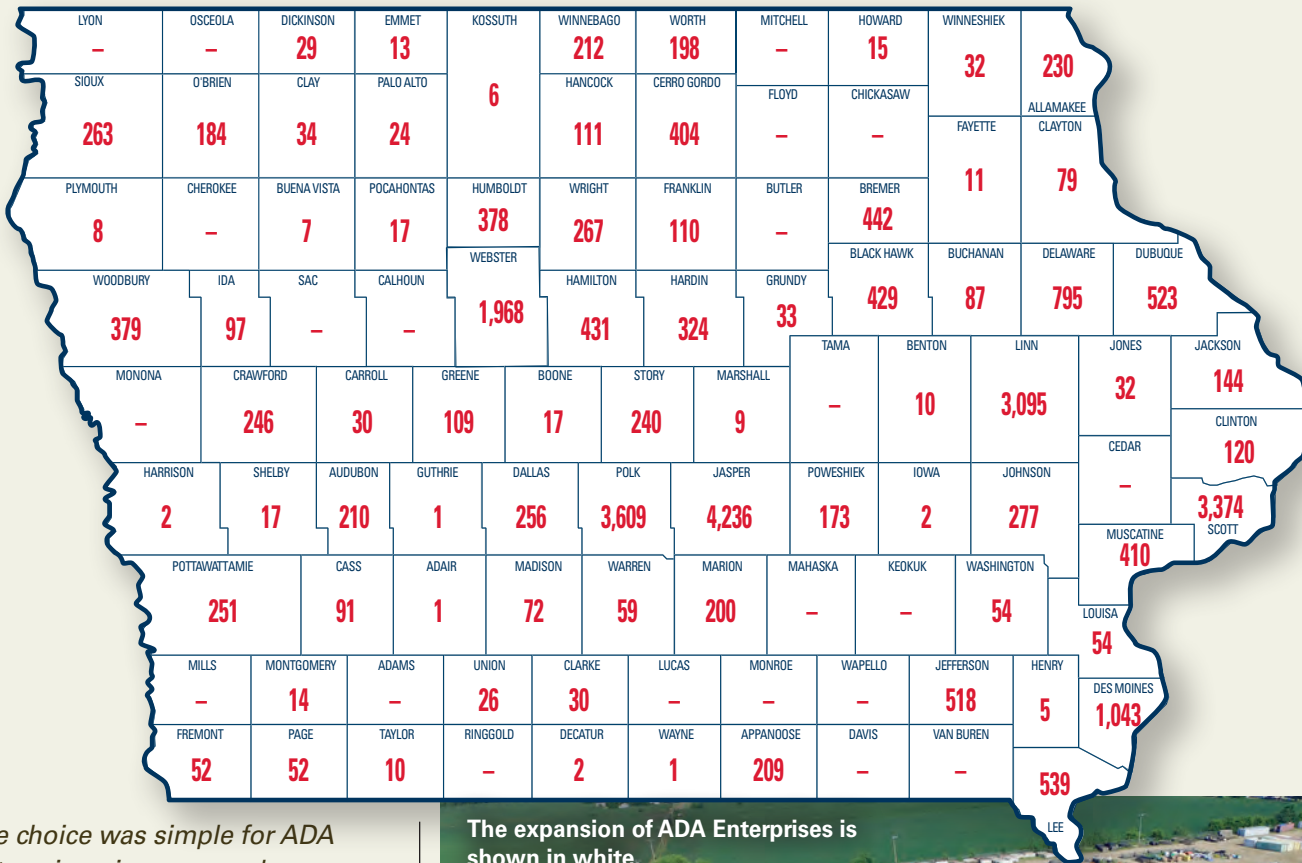 LYON OSCEOLA DICKINSON EMMET KOSSUTH WINNEBAGO WORTH MITCHELL HOWARD WINNESHIEK
– – 29 13 6 212 198 – 15 32 230
ALLAMAKEE
SIOUX O'BRIEN CLAY PALO ALTO HANCOCK CERRO GORDO FLOYD CHICKASAW FAYETTE CLAYTON
263 184 34 24 111 404 – – 11 79
PLYMOUTH CHEROKEE BUENA VISTA POCAHONTAS HUMBOLDT WRIGHT FRANKLIN BUTLER BREMER
8 – 7 17 378 267 110 – 442
WOODBURY IDA SAC CALHOUN WEBSTER HAMILTON HARDIN GRUNDY BLACK HAWK BUCHANAN DELAWARE DUBUQUE
379 97 – – 1,968 431 324 33 429 87 795 523
MONONA CRAWFORD CARROLL GREENE BOONE STORY MARSHALL TAMA BENTON LINN JONES JACKSON
– 246 30 109 17 240 9 – 10 3,095 32 144
CLINTON
120
HARRISON SHELBY AUDUBON GUTHRIE DALLAS POLK JASPER POWESHIEK IOWA JOHNSON CEDAR
2 17 210 1 256 3,609 4,236 173 2 277 – 3,374
SCOTT
MUSCATINE
410
POTTAWATTAMIE CASS ADAIR MADISON WARREN MARION MAHASKA KEOKUK WASHINGTON LOUISA
251 91 1 72 59 200 – – 54 54
MILLS MONTGOMERY ADAMS UNION CLARKE LUCAS MONROE WAPELLO JEFFERSON HENRY DES MOINES
– 14 – 26 30 – – – 518 5 1,043
FREMONT PAGE TAYLOR RINGGOLD DECATUR WAYNE APPANOOSE DAVIS VAN BUREN
52 52 10 – 2 1 209 – – 539
LEE
choice was simple for ADA
The expansion of ADA Enterprises is
shown in white.